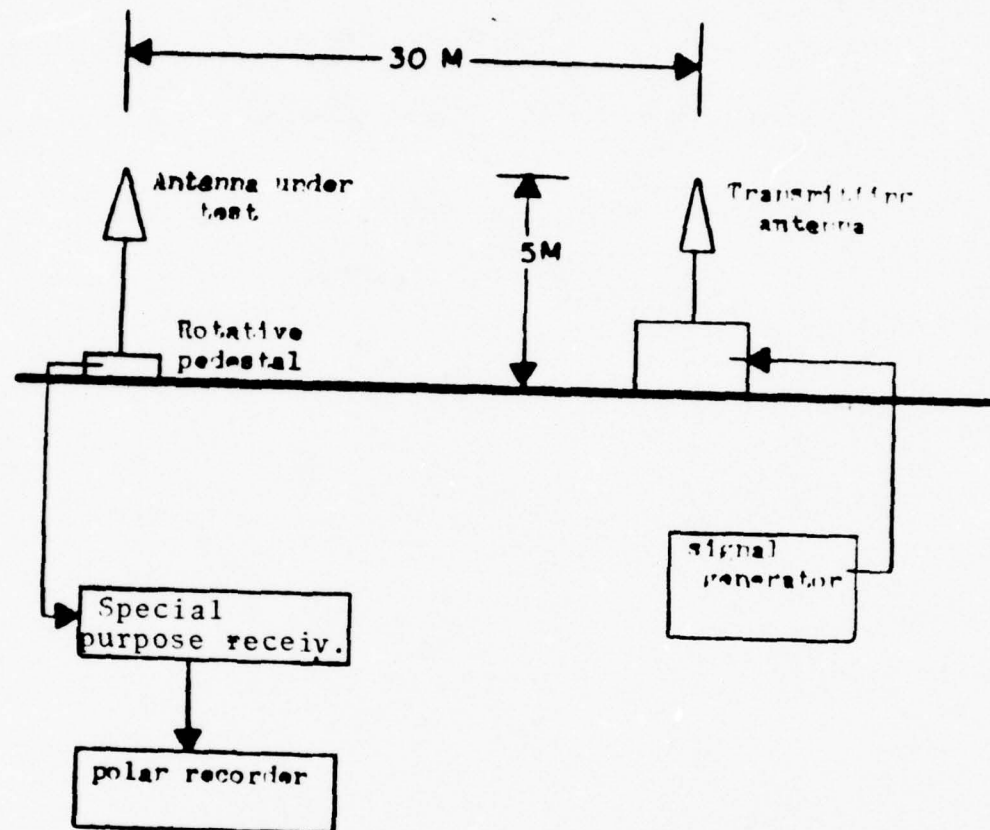 30 M
Antenna under
test
Transmitting
antenna
5M
Rotative
pedestal
signal
generator
Special
purpose receiv.
polar recorder